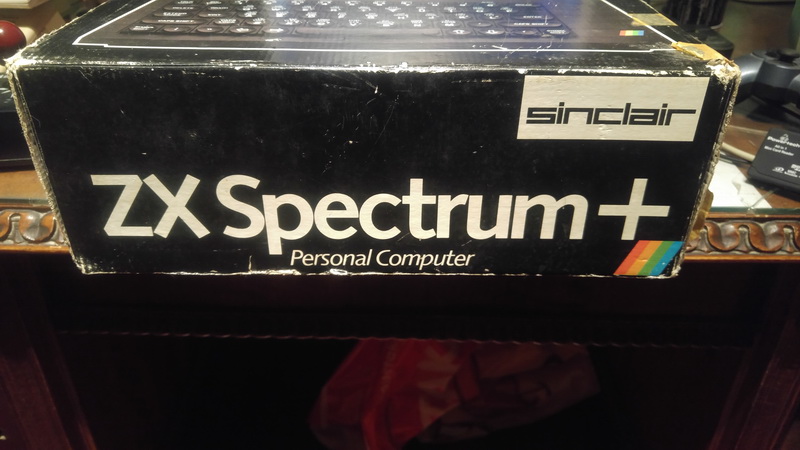 sinclair
ZX Spectrum+
Personal Computer